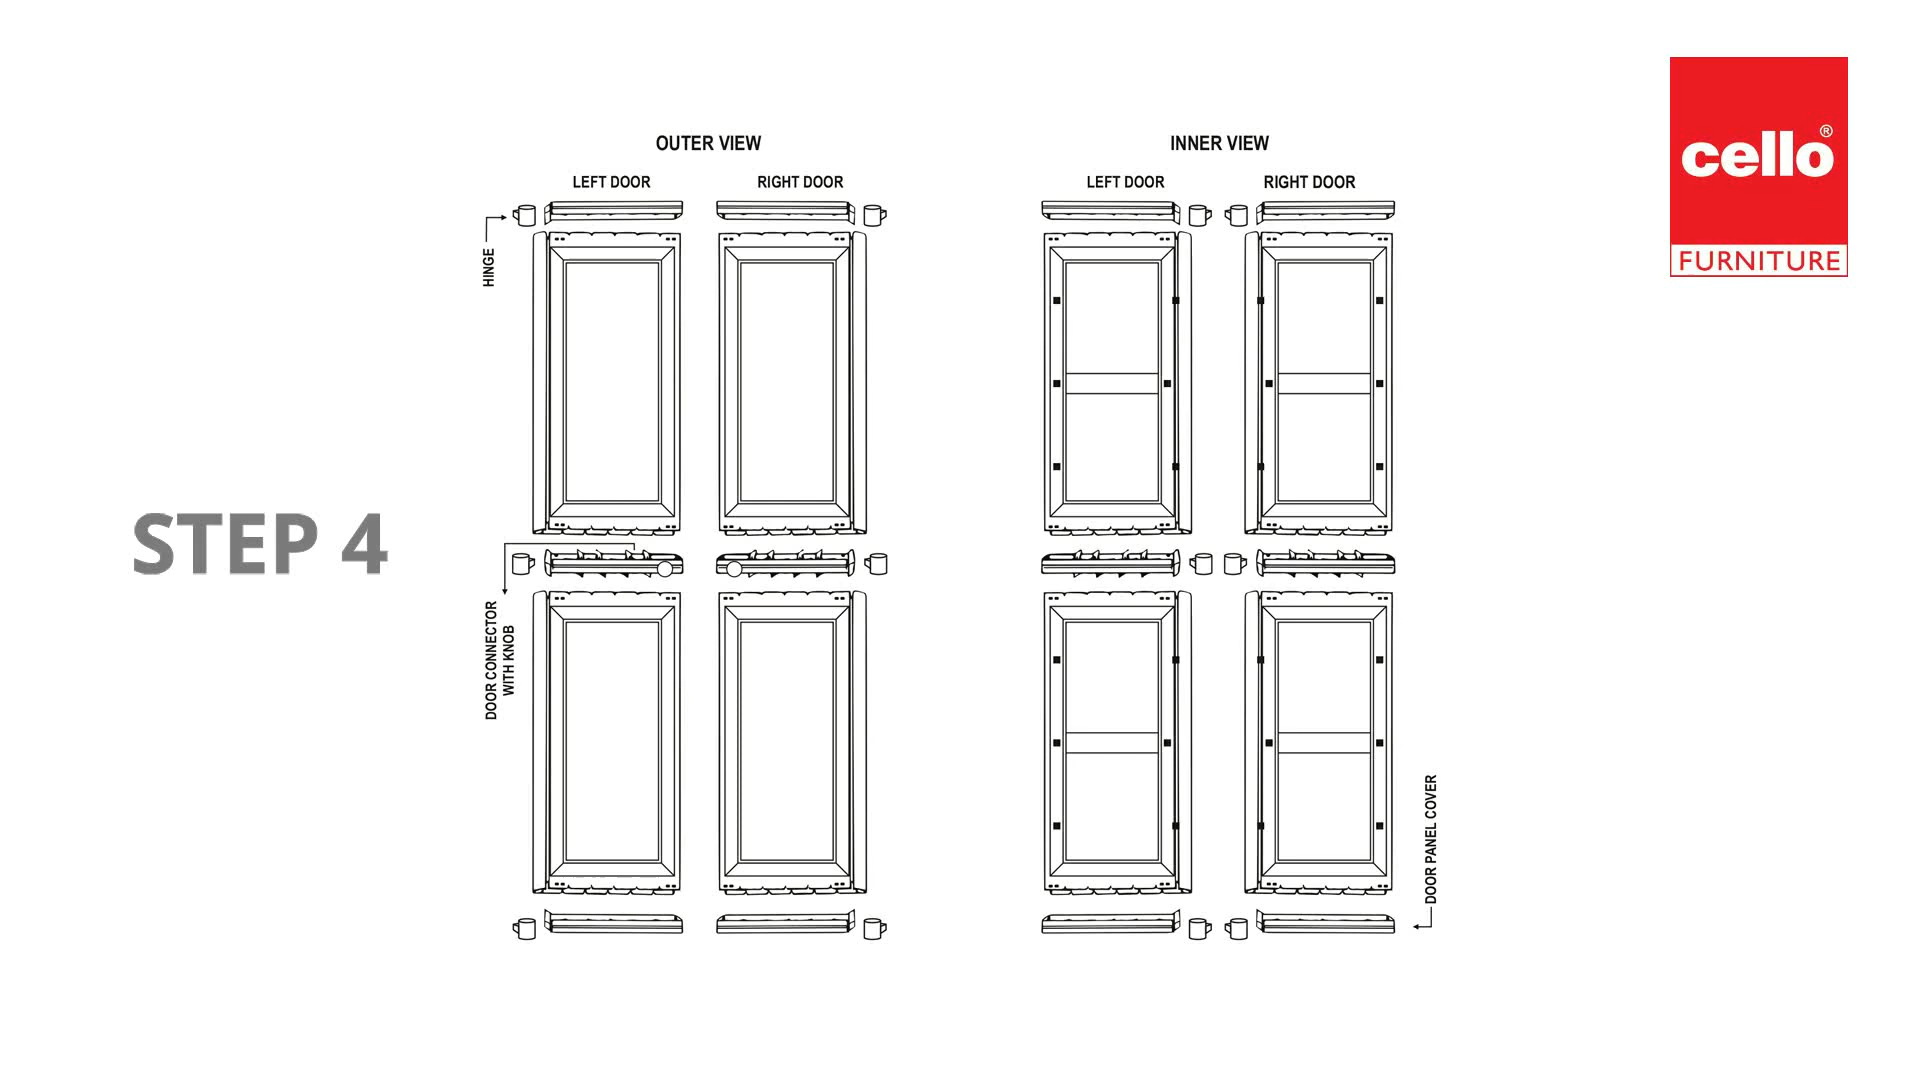 OUTER VIEW
INNER VIEW
LEFT DOOR
RIGHT DOOR
LEFT DOOR
RIGHT DOOR
cello®
FURNITURE
HINGE
STEP 4
DOOR CONNECTOR
WITH KNOB
DOOR PANEL COVER